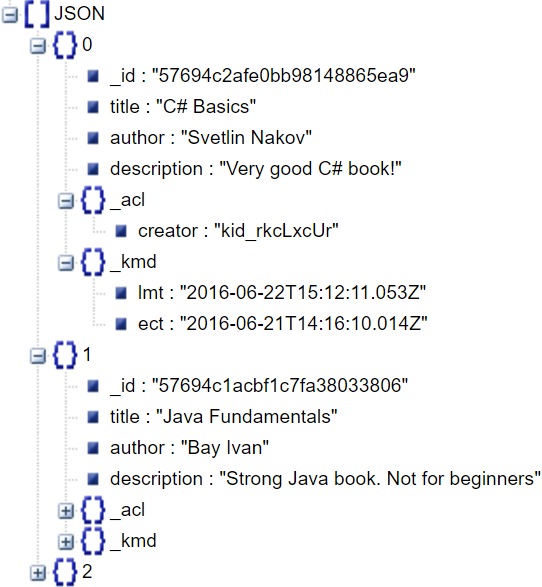 JSON
0
_id : "57694c2afe0bb98148865ea9"
title : "C# Basics"
author : "Svetlin Nakov"
description : "Very good C# book!"
_acl
creator : "kid_rkcLxcUr"
_kmd
lmt : "2016-06-22T15:12:11.053Z"
ect : "2016-06-21T14:16:10.014Z"
1
_id : "57694c1acbf1c7fa38033806"
title : "Java Fundamentals"
author : "Bay Ivan"
description : "Strong Java book. Not for beginners"
_acl
_kmd
2